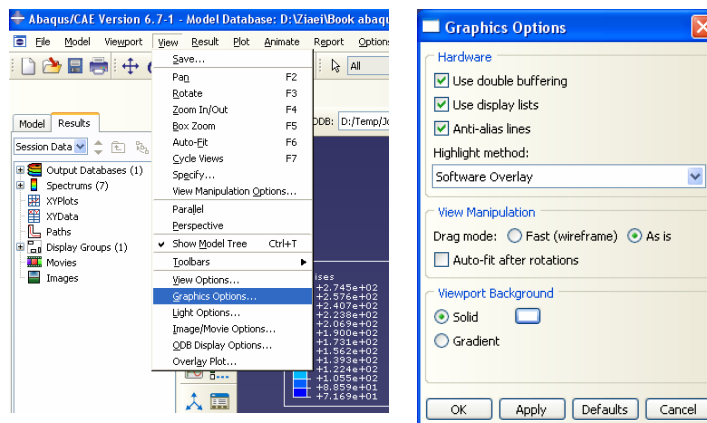 Abaqus/CAE Version 6.7-1 - Model Database: D:\Ziaei\Book abaqu
File Model Viewport View Result Plot Animate Report Options
All
Model Results
ODB: D:/Temp/Jo
Session Data
Output Databases (1)
Spectrums (7)
XYPlots
XYData
Paths
Display Groups (1)
Movies
Images
Save...
Pan F2
Rotate F3
Zoom In/Out F4
Box Zoom F5
Auto-Fit F6
Cycle Views F7
Specify...
View Manipulation Options...
Parallel
Perspective
Show Model Tree Ctrl+T
Toolbars
View Options...
Graphics Options...
Light Options...
Image/Movie Options...
ODB Display Options...
Overlay Plot...
ises
+2.745e+02
+2.576e+02
+2.407e+02
+2.238e+02
+2.069e+02
+1.900e+02
+1.731e+02
+1.562e+02
+1.393e+02
+1.224e+02
+1.055e+02
+8.859e+01
+7.169e+01
Graphics Options
Hardware
Use double buffering
Use display lists
Anti-alias lines
Highlight method:
Software Overlay
View Manipulation
Drag mode: Fast (wireframe) As is
Auto-fit after rotations
Viewport Background
Solid
Gradient
OK Apply Defaults Cancel